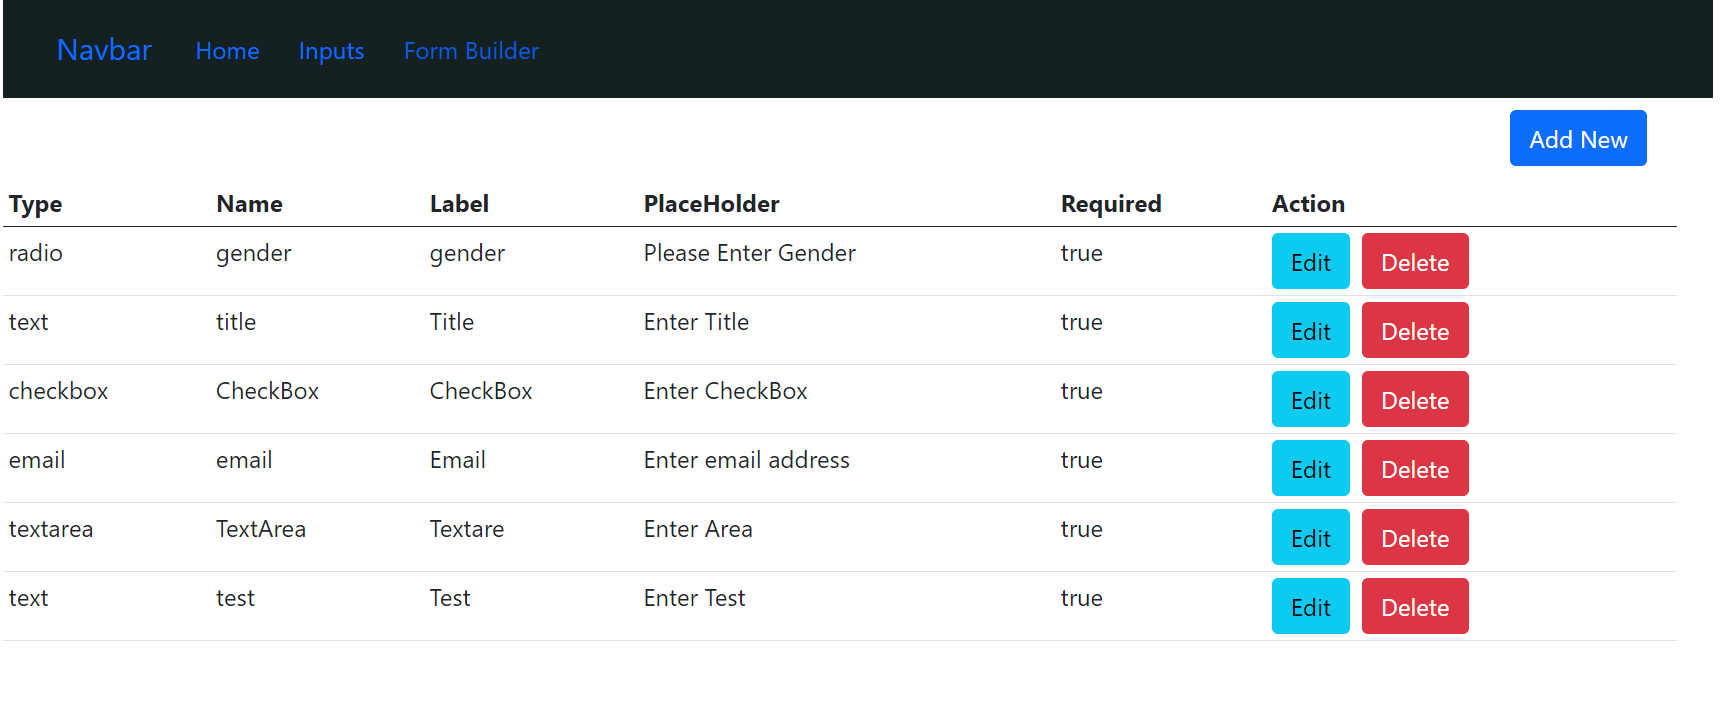 Navbar Home Inputs Form Builder
Add New
Type Name Label PlaceHolder Required Action
radio gender gender Please Enter Gender true Edit Delete
text title Title Enter Title true Edit Delete
checkbox CheckBox CheckBox Enter CheckBox true Edit Delete
email email Email Enter email address true Edit Delete
textarea TextArea Textare Enter Area true Edit Delete
text test Test Enter Test true Edit Delete